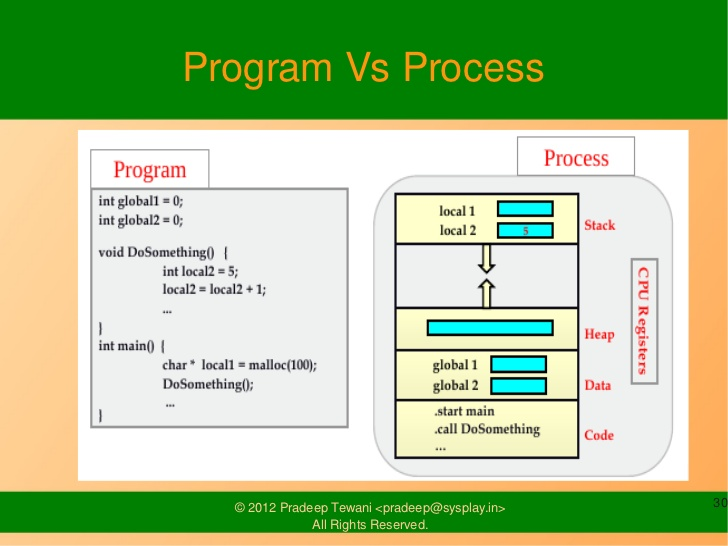 Program Vs Process
Program
int global1 = 0;
int global2 = 0;
void DoSomething() {
int local2 = 5;
local2 = local2 + 1;
...
}
int main() {
char * local1 = malloc(100);
DoSomething();
...
}
Process
local 1
local 2 5
Stack
Heap
global 1
global 2
Data
.start main
.call DoSomething
...
Code
CPU Registers
© 2012 Pradeep Tewani <pradeep@sysplay.in>
All Rights Reserved.
30